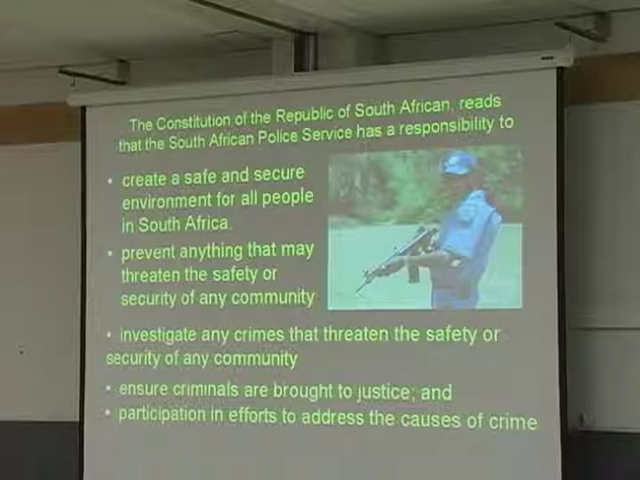 The Constitution of the Republic of South African, reads
that the South African Police Service has a responsibility to
• create a safe and secure
environment for all people
in South Africa.
• prevent anything that may
threaten the safety or
security of any community
• investigate any crimes that threaten the safety or
security of any community
• ensure criminals are brought to justice; and
• participation in efforts to address the causes of crime